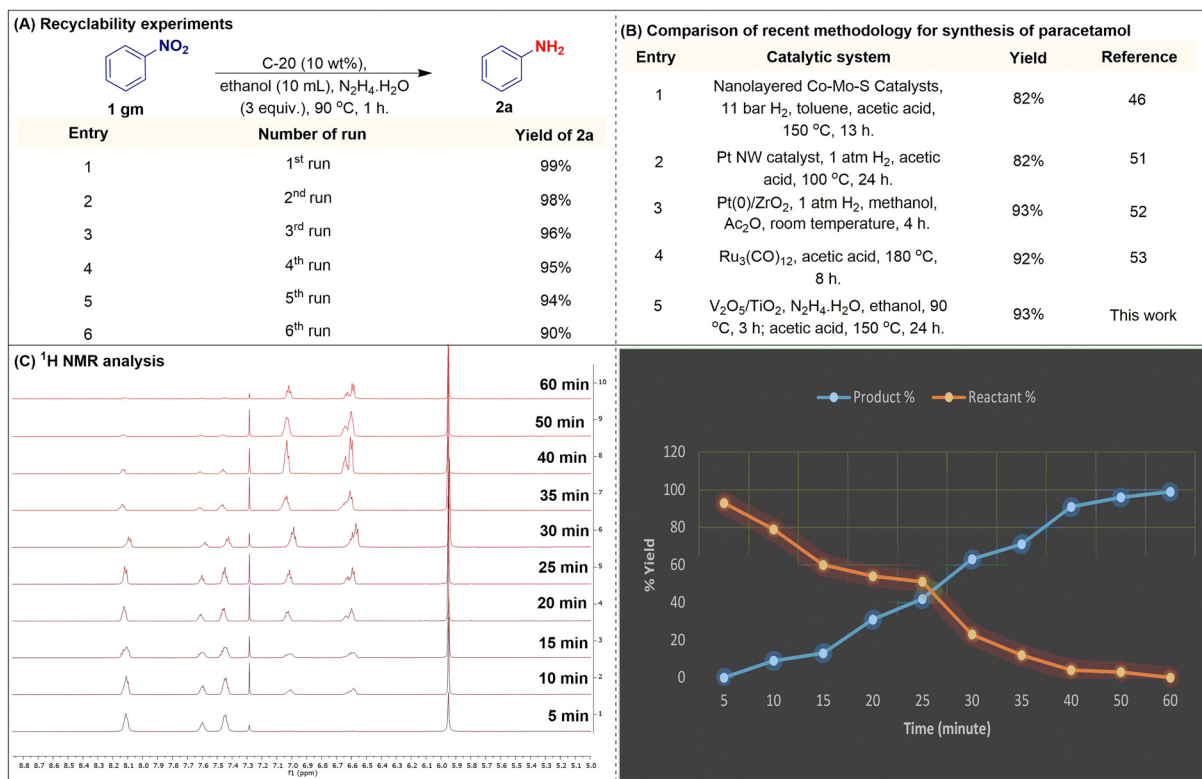 (A) Recyclability experiments
NO₂
1 gm
C-20 (10 wt%),
ethanol (10 mL), N₂H₄.H₂O
(3 equiv.), 90 °C, 1 h.
NH₂
2a
Entry Number of run Yield of 2a
1 1ˢᵗ run 99%
2 2ⁿᵈ run 98%
3 3ʳᵈ run 96%
4 4ᵗʰ run 95%
5 5ᵗʰ run 94%
6 6ᵗʰ run 90%
(B) Comparison of recent methodology for synthesis of paracetamol
Entry Catalytic system Yield Reference
1 Nanolayered Co-Mo-S Catalysts,
11 bar H₂, toluene, acetic acid, 82% 46
150 °C, 13 h.
2 Pt NW catalyst, 1 atm H₂, acetic 82% 51
acid, 100 °C, 24 h.
3 Pt(0)/ZrO₂, 1 atm H₂, methanol, 93% 52
Ac₂O, room temperature, 4 h.
4 Ru₃(CO)₁₂, acetic acid, 180 °C, 92% 53
8 h.
5 V₂O₅/TiO₂, N₂H₄.H₂O, ethanol, 90 93% This work
°C, 3 h; acetic acid, 150 °C, 24 h.
(C) ¹H NMR analysis
60 min 10
50 min 9
40 min 8
35 min 7
30 min 6
25 min 5
20 min 4
15 min 3
10 min 2
5 min 1
8.8 8.7 8.6 8.5 8.4 8.3 8.2 8.1 8.0 7.9 7.8 7.7 7.6 7.5 7.4 7.3 7.2 7.1 7.0 6.9 6.8 6.7 6.6 6.5 6.4 6.3 6.2 6.1 6.0 5.9 5.8 5.7 5.6 5.5 5.4 5.3 5.2 5.1 5.0
f1 (ppm)
Product % Reactant %
120
100
80
60
40
20
0
% Yield
5 10 15 20 25 30 35 40 50 60
Time (minute)